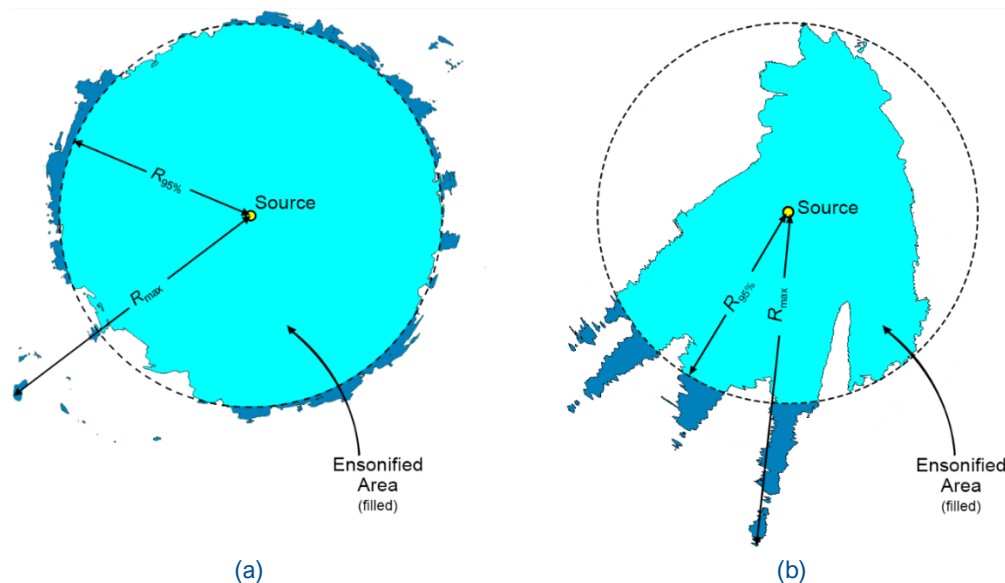 R95%
Source
Rmax
Ensonified
Area
(filled)
(a)
Source
R95%
Rmax
Ensonified
Area
(filled)
(b)